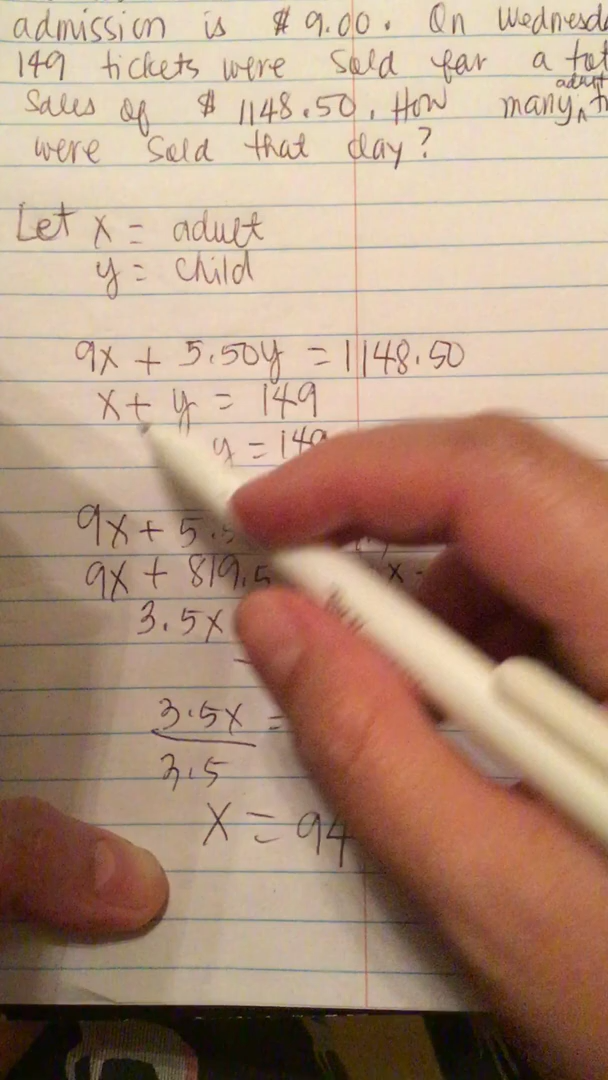 admission is $ 9.00. On Wednesd
149 tickets were sold for a tot
adult
Sales of $ 1148.50. How many ^
were sold that day?
Let x = adult
y = child
9x + 5.50y = 1148.50
x + y = 149
y = 149
9x + 5.5
9x + 819.5 x -
3.5x
-
3.5x =
3.5
x = 94